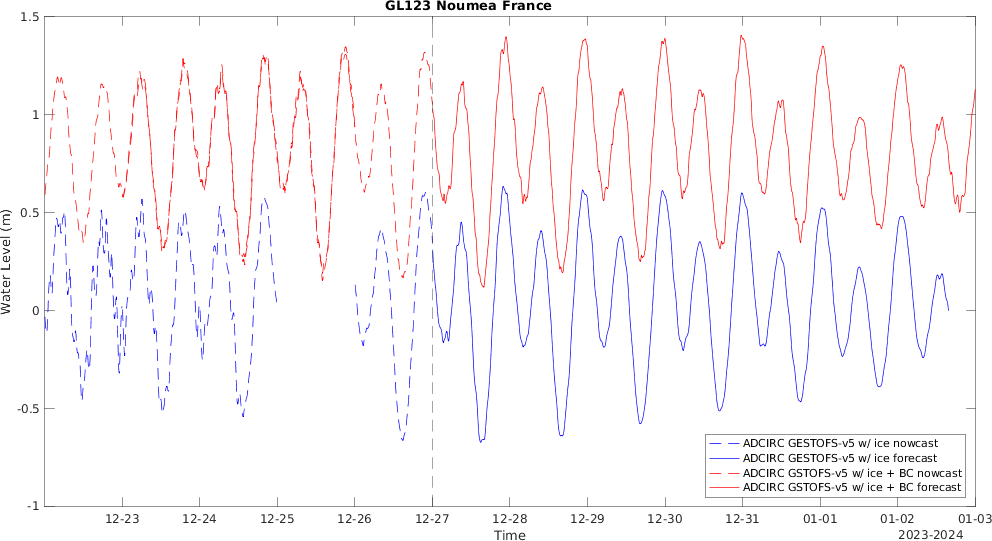 GL123 Noumea France
1.5
1
0.5
0
-0.5
-1
Water Level (m)
12-23
12-24
12-25
12-26
12-27
12-28
12-29
12-30
12-31
01-01
01-02
01-03
Time
2023-2024
ADCIRC GESTOFS-v5 w/ ice nowcast
ADCIRC GESTOFS-v5 w/ ice forecast
ADCIRC GSTOFS-v5 w/ ice + BC nowcast
ADCIRC GSTOFS-v5 w/ ice + BC forecast